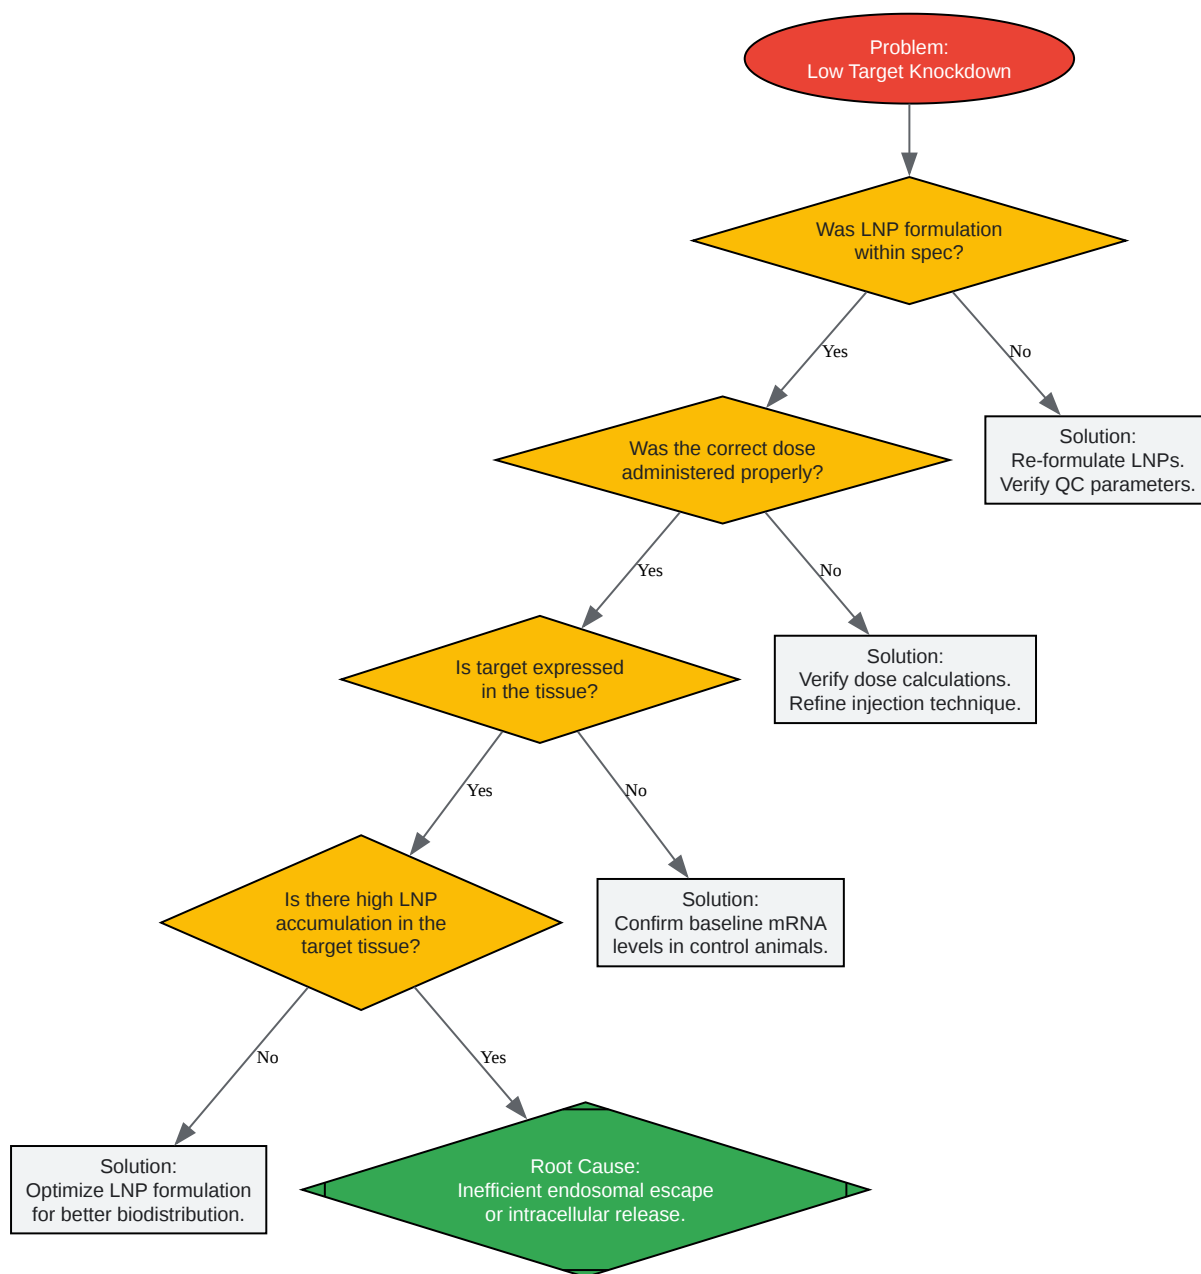 Problem:
Low Target Knockdown
Was LNP formulation
within spec?
Yes
No
Was the correct dose
administered properly?
Solution:
Re-formulate LNPs.
Verify QC parameters.
Yes
No
Is target expressed
in the tissue?
Solution:
Verify dose calculations.
Refine injection technique.
Yes
No
Is there high LNP
accumulation in the
target tissue?
Solution:
Confirm baseline mRNA
levels in control animals.
No
Yes
Solution:
Optimize LNP formulation
for better biodistribution.
Root Cause:
Inefficient endosomal escape
or intracellular release.